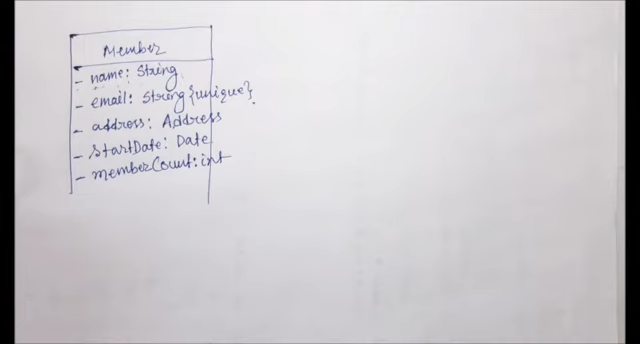 Member
- name: String
- email: String {unique}
- address: Address
- startDate: Date
- memberCount: int